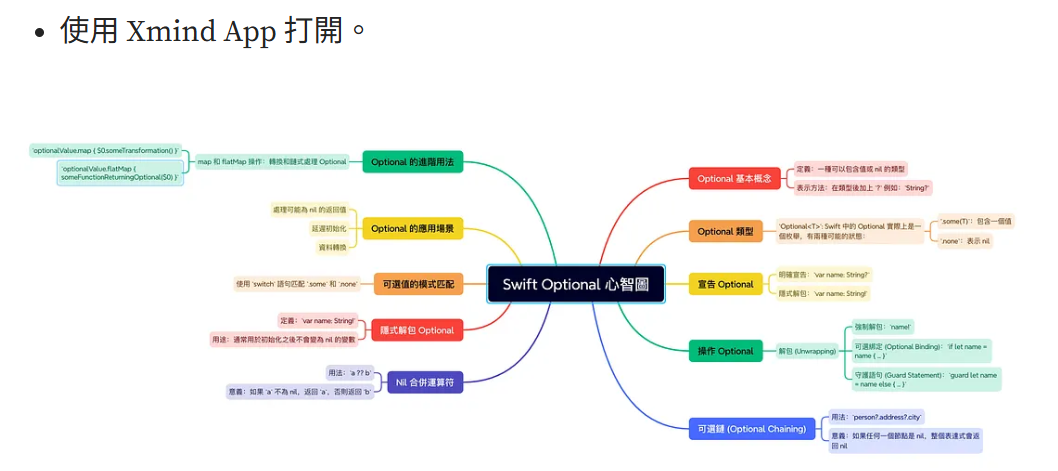 使用 Xmind App 打開。
Swift Optional 心智圖
Optional 基本概念
定義：一種可以包含值或 nil 的類型
表示方法：在類型後加上 `?` 例如：`String?`
Optional 類型
`Optional<T>`: Swift 中的 Optional 實際上是一
個枚舉，有兩種可能的狀態：
`.some(T)`：包含一個值
`.none`：表示 nil
宣告 Optional
明確宣告：`var name: String?`
隱式解包：`var name: String!`
操作 Optional
解包 (Unwrapping)
強制解包：`name!`
可選綁定 (Optional Binding)：`if let name =
name { ... }`
守護語句 (Guard Statement)：`guard let name
= name else { ... }`
可選鏈 (Optional Chaining)
用法：`person?.address?.city`
意義：如果任何一個節點是 nil，整個表達式會返
回 nil
Optional 的進階用法
map 和 flatMap 操作：轉換和鏈式處理 Optional
`optionalValue.map { $0.someTransformation() }`
`optionalValue.flatMap {
someFunctionReturningOptional($0) }`
Optional 的應用場景
處理可能為 nil 的返回值
延遲初始化
資料轉換
可選值的模式匹配
使用 `switch` 語句匹配 `.some` 和 `.none`
隱式解包 Optional
定義：`var name: String!`
用途：通常用於初始化之後不會變為 nil 的變數
Nil 合併運算符
用法：`a ?? b`
意義：如果 `a` 不為 nil，返回 `a`，否則返回 `b`